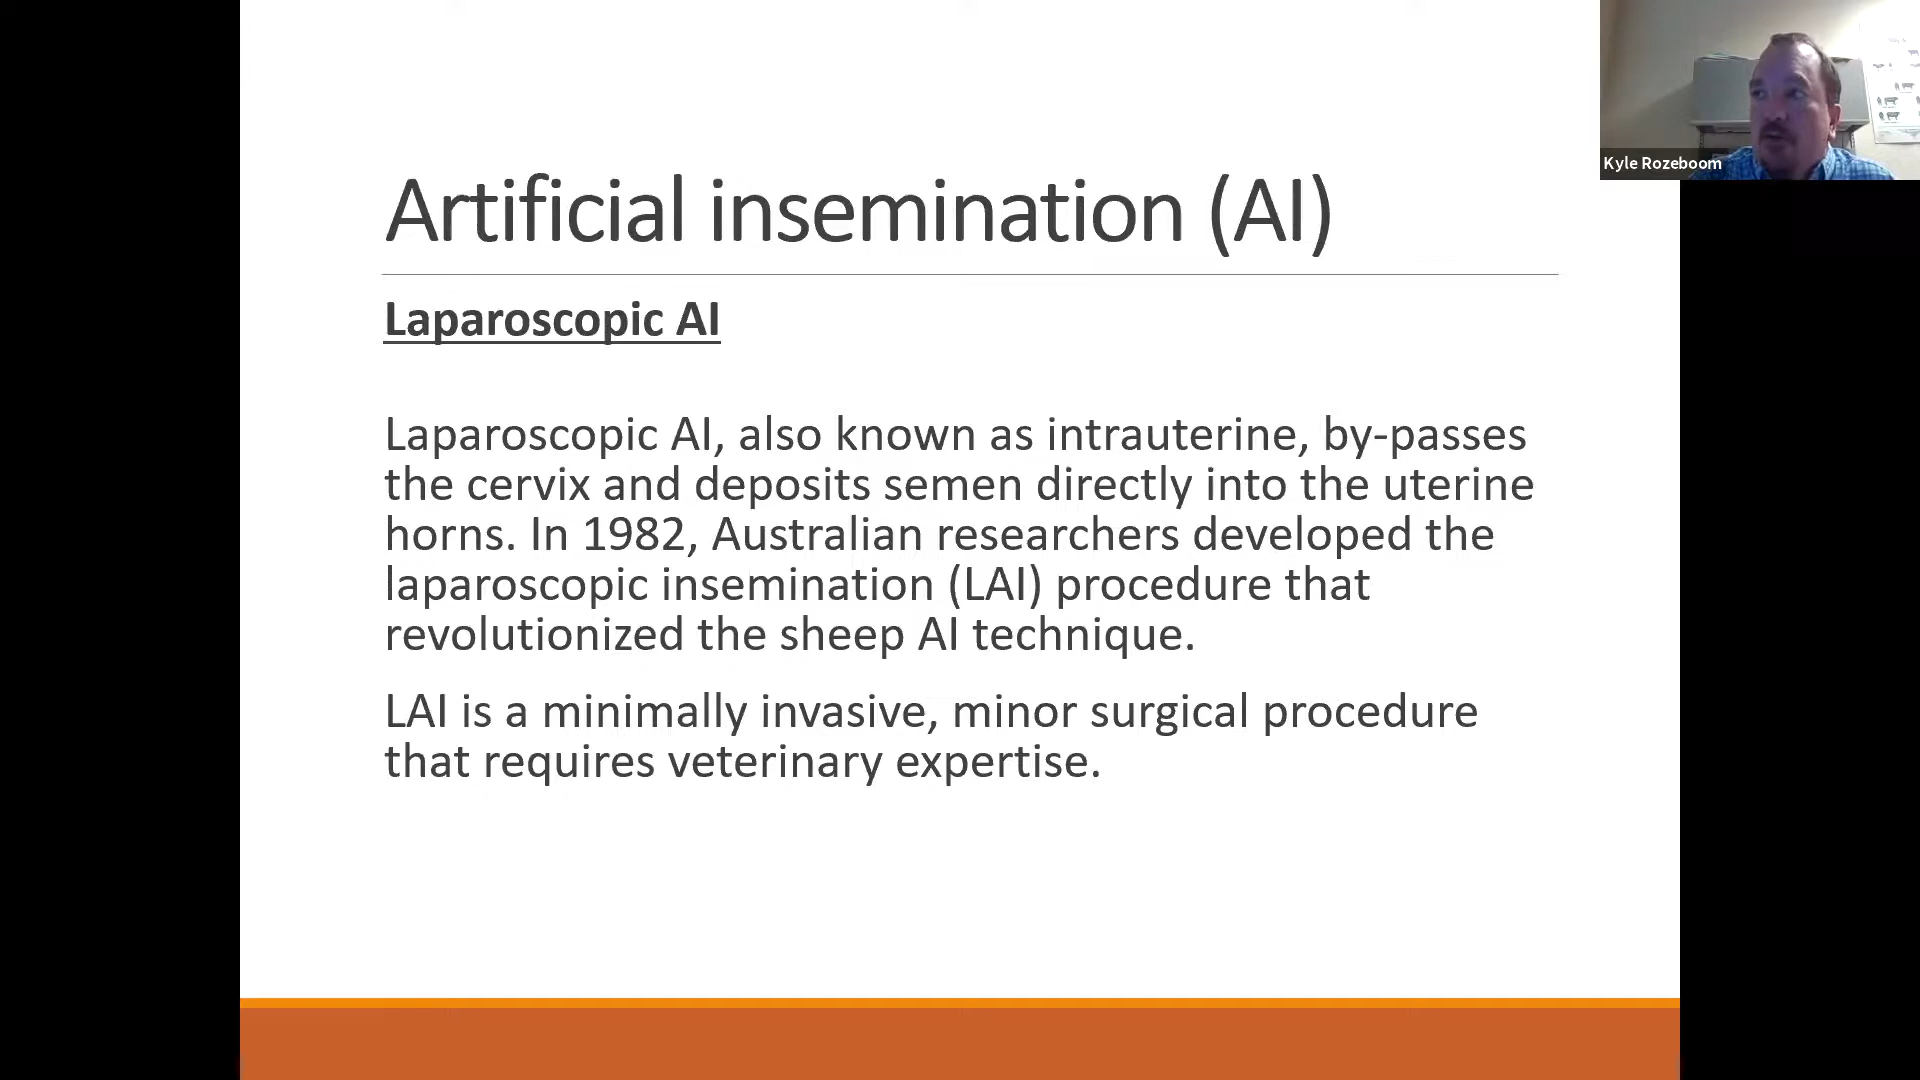 Artificial insemination (AI)
Laparoscopic AI
Laparoscopic AI, also known as intrauterine, by-passes
the cervix and deposits semen directly into the uterine
horns. In 1982, Australian researchers developed the
laparoscopic insemination (LAI) procedure that
revolutionized the sheep AI technique.
LAI is a minimally invasive, minor surgical procedure
that requires veterinary expertise.
Kyle Rozeboom